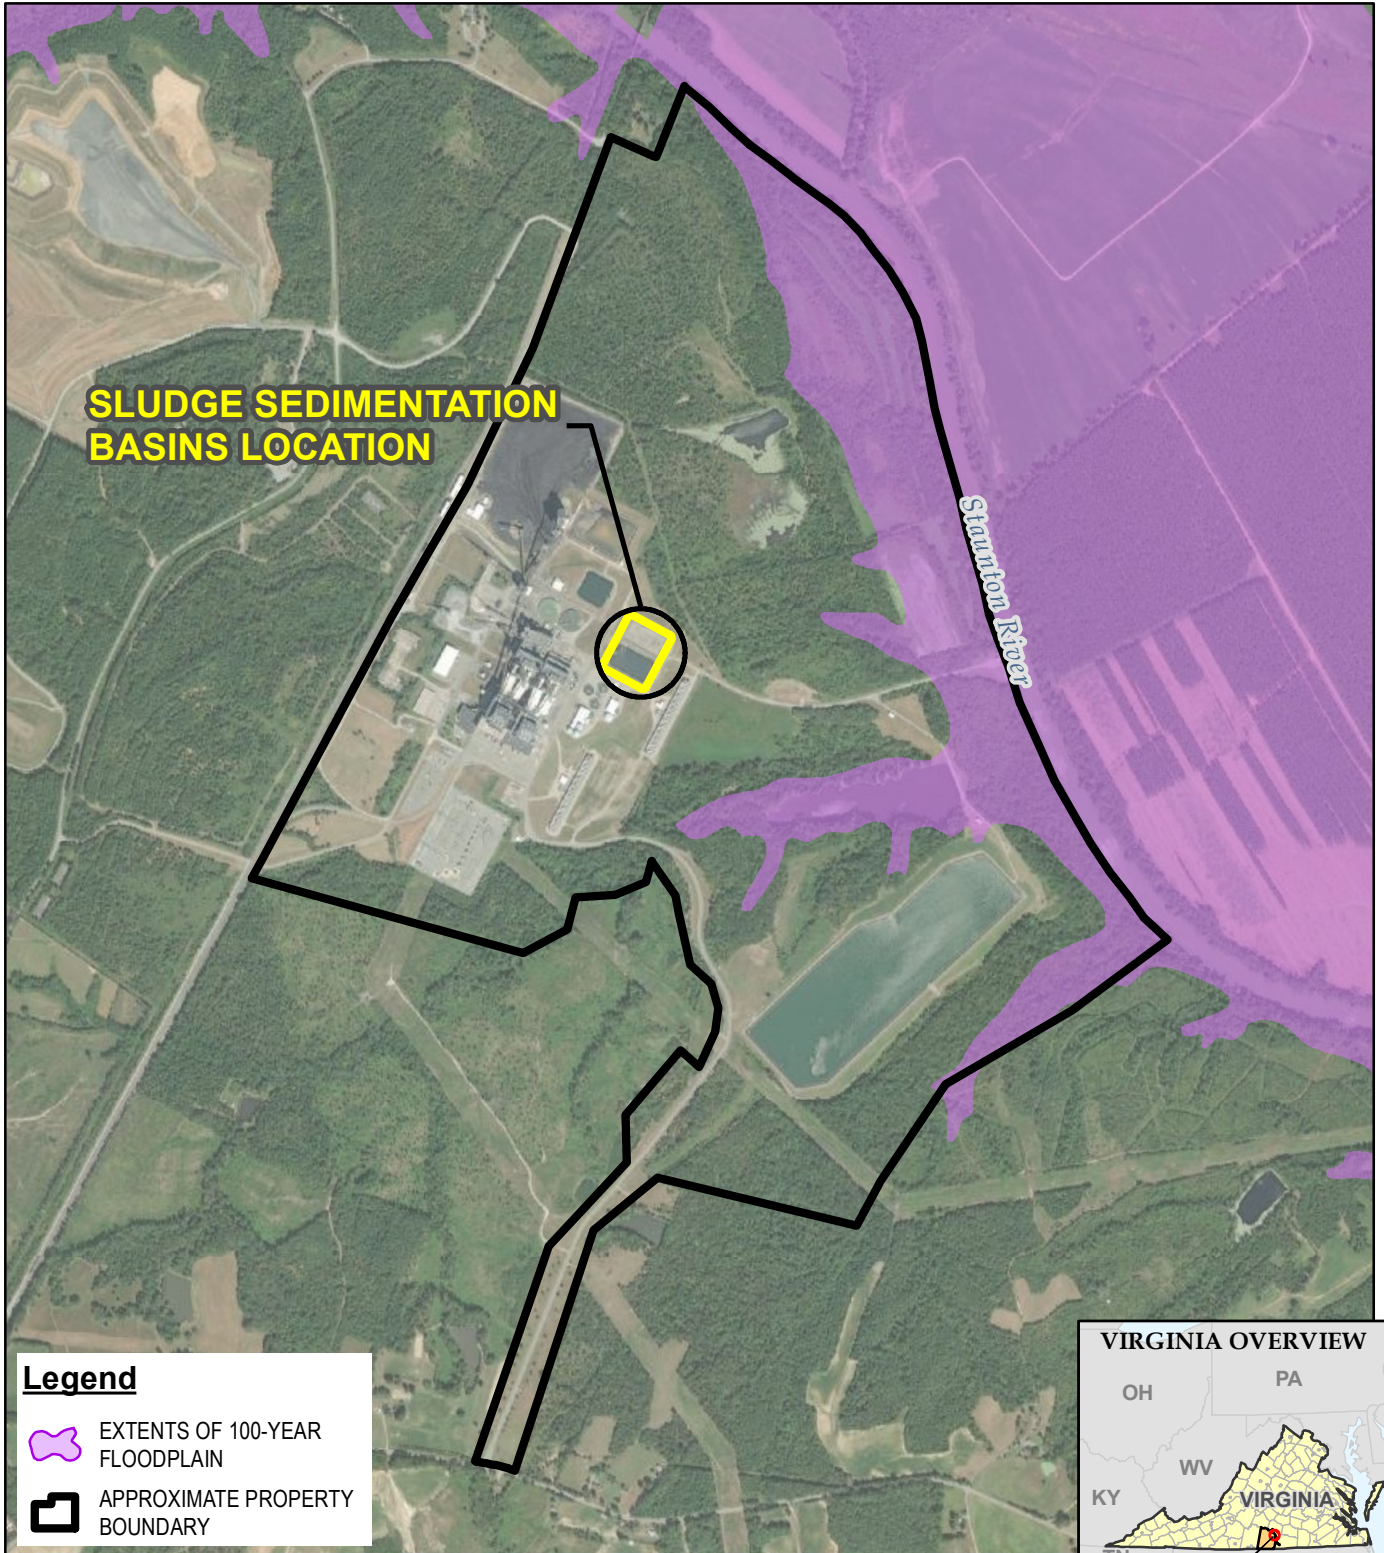 SLUDGE SEDIMENTATION
BASINS LOCATION
Staunton River
Legend
EXTENTS OF 100-YEAR
FLOODPLAIN
APPROXIMATE PROPERTY
BOUNDARY
VIRGINIA OVERVIEW
OH
PA
WV
KY
VIRGINIA